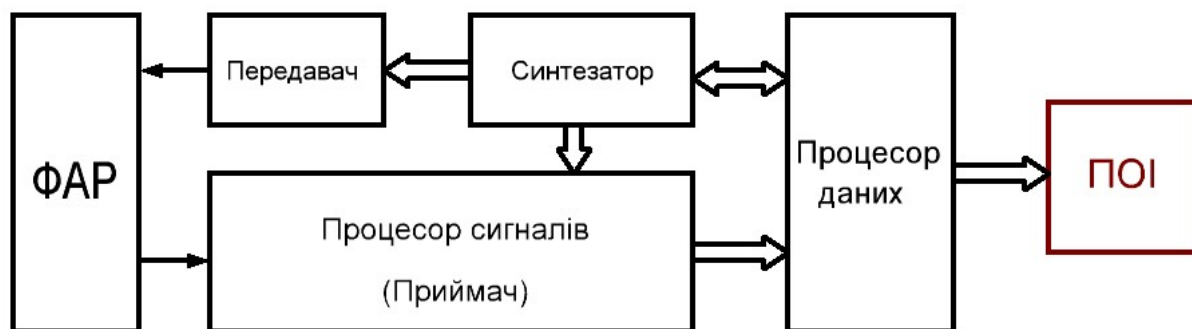 ФАР
Передавач
Синтезатор
Процесор сигналів
(Приймач)
Процесор
даних
ПОІ